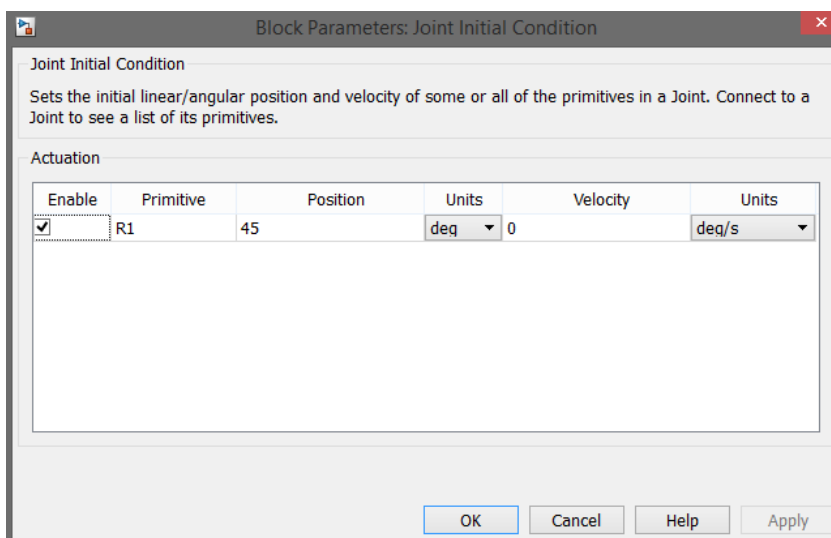 Block Parameters: Joint Initial Condition
Joint Initial Condition
Sets the initial linear/angular position and velocity of some or all of the primitives in a Joint. Connect to a
Joint to see a list of its primitives.
Actuation
Enable Primitive Position Units Velocity Units
R1 45 deg 0 deg/s
OK Cancel Help Apply